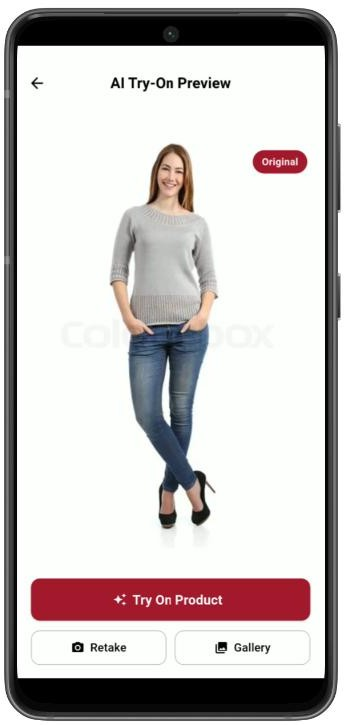 AI Try-On Preview
Original
Try On Product
Retake
Gallery